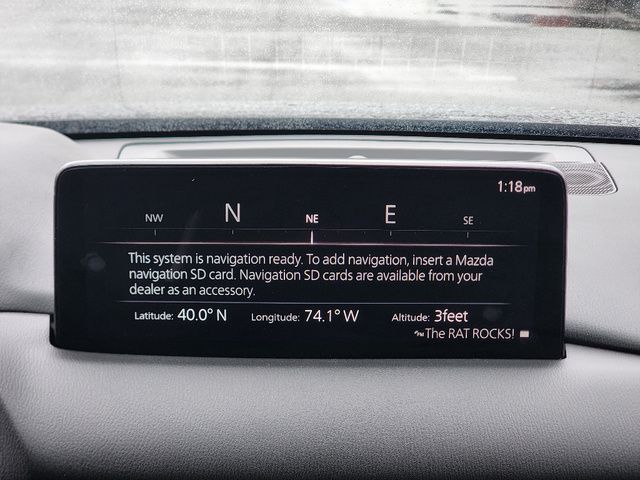 1:18pm
NW N NE E SE
This system is navigation ready. To add navigation, insert a Mazda
navigation SD card. Navigation SD cards are available from your
dealer as an accessory.
Latitude: 40.0° N Longitude: 74.1° W Altitude: 3feet
FM The RAT ROCKS!